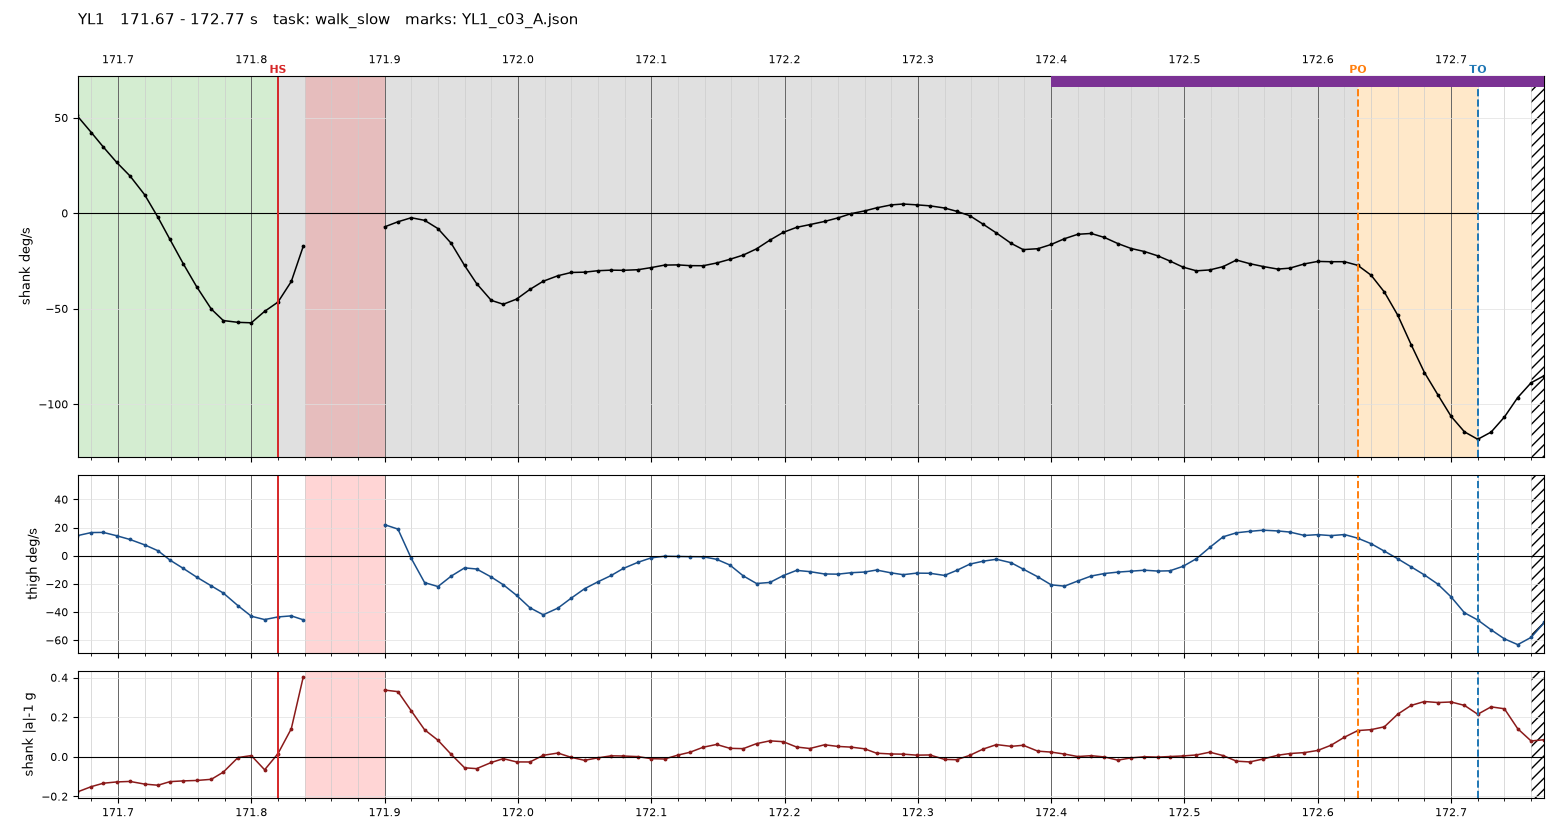 YL1   171.67 - 172.77 s   task: walk_slow   marks: YL1_c03_A.json
171.7 171.8 171.9 172.0 172.1 172.2 172.3 172.4 172.5 172.6 172.7
HS PO TO
50
0
−50
−100
shank deg/s
40
20
0
−20
−40
−60
thigh deg/s
0.4
0.2
0.0
−0.2
shank |a|-1 g
171.7 171.8 171.9 172.0 172.1 172.2 172.3 172.4 172.5 172.6 172.7